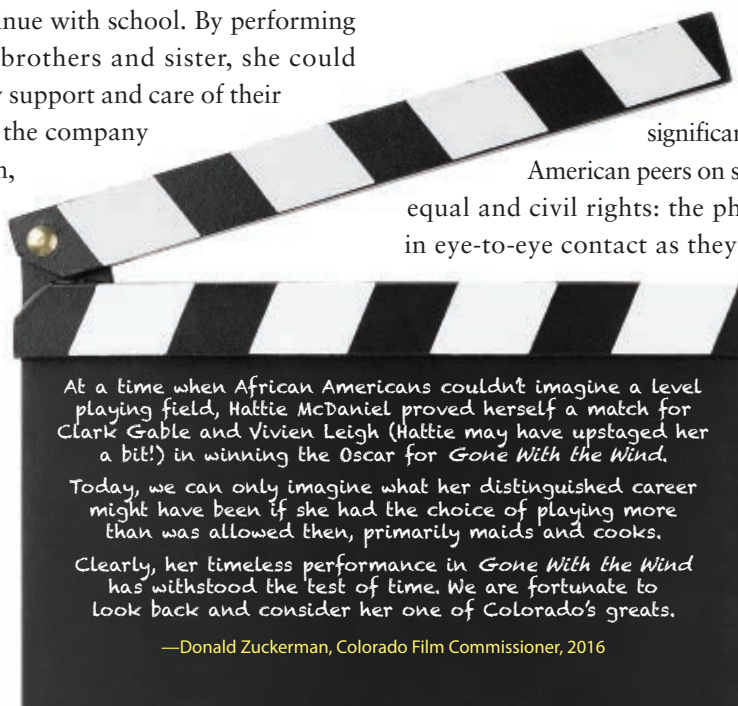 inue with school. By performing
brothers and sister, she could
support and care of their
the company
significan
American peers on s
equal and civil rights: the ph
in eye-to-eye contact as they
At a time when African Americans couldn't imagine a level
playing field, Hattie McDaniel proved herself a match for
Clark Gable and Vivien Leigh (Hattie may have upstaged her
a bit!) in winning the Oscar for Gone With the Wind.
Today, we can only imagine what her distinguished career
might have been if she had the choice of playing more
than was allowed then, primarily maids and cooks.
Clearly, her timeless performance in Gone With the Wind
has withstood the test of time. We are fortunate to
look back and consider her one of Colorado's greats.
—Donald Zuckerman, Colorado Film Commissioner, 2016